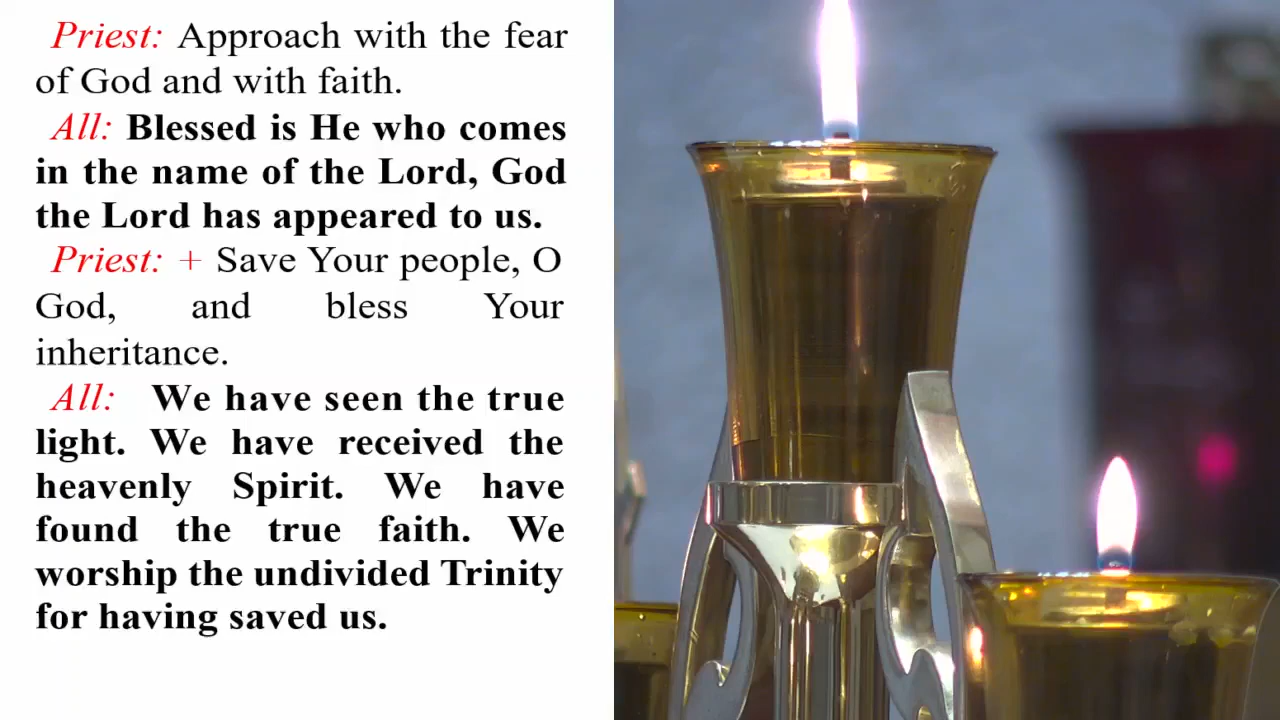 Priest: Approach with the fear
of God and with faith.
All: Blessed is He who comes
in the name of the Lord, God
the Lord has appeared to us.
Priest: + Save Your people, O
God, and bless Your
inheritance.
All: We have seen the true
light. We have received the
heavenly Spirit. We have
found the true faith. We
worship the undivided Trinity
for having saved us.